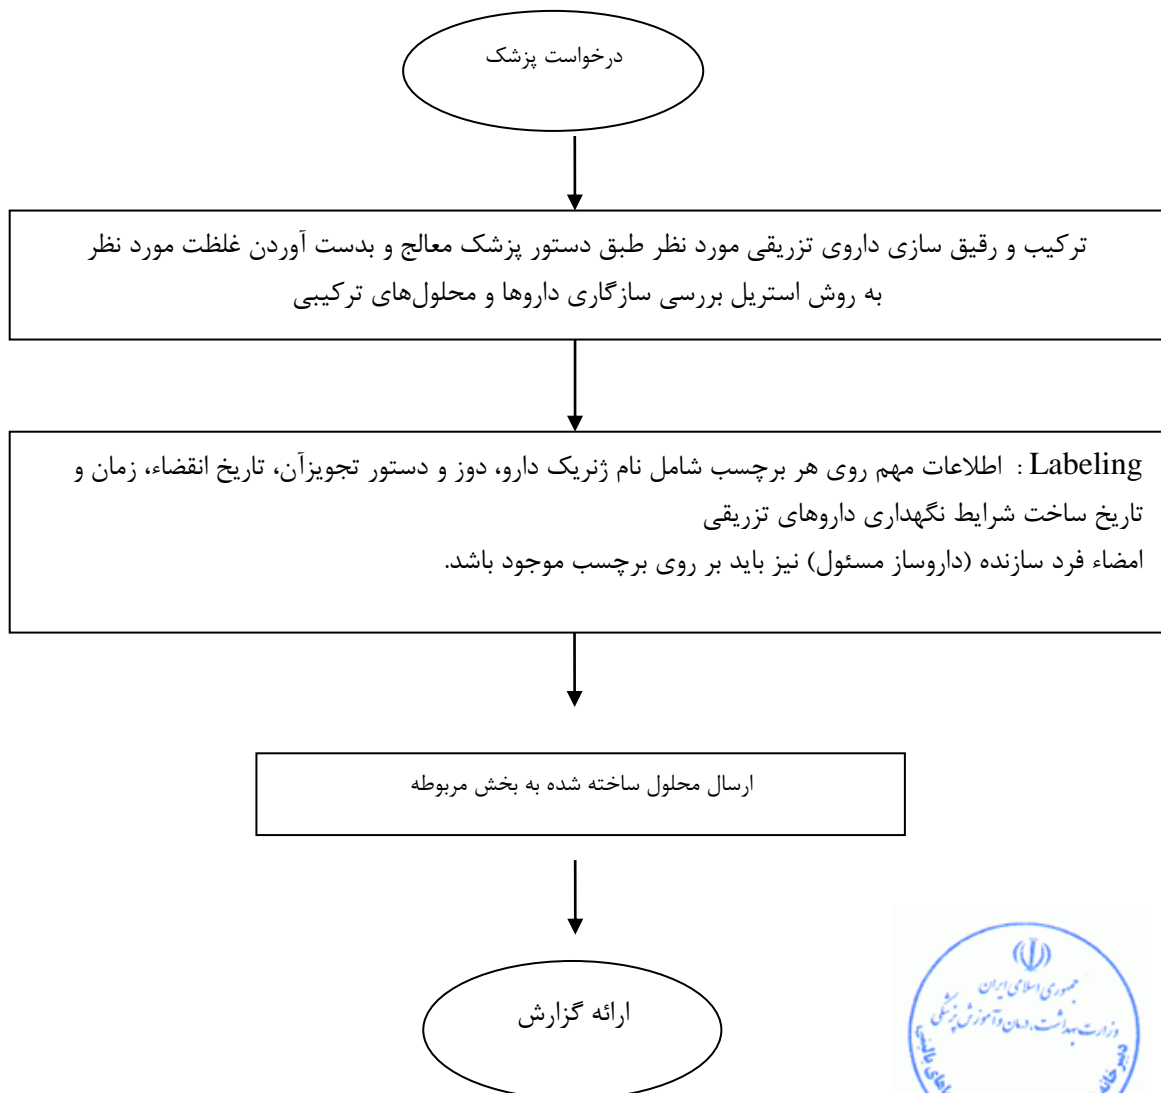 درخواست پزشک
ترکیب و رقیق سازی داروی تزریقی مورد نظر طبق دستور پزشک معالج و بدست آوردن غلظت مورد نظر
به روش استریل بررسی سازگاری داروها و محلول‌های ترکیبی
Labeling : اطلاعات مهم روی هر برچسب شامل نام ژنریک دارو، دوز و دستور تجویزآن، تاریخ انقضاء، زمان و
تاریخ ساخت شرایط نگهداری داروهای تزریقی
امضاء فرد سازنده (داروساز مسئول) نیز باید بر روی برچسب موجود باشد.
ارسال محلول ساخته شده به بخش مربوطه
ارائه گزارش
جمهوری اسلامی ایران
وزارت بهداشت، درمان و آموزش پزشکی